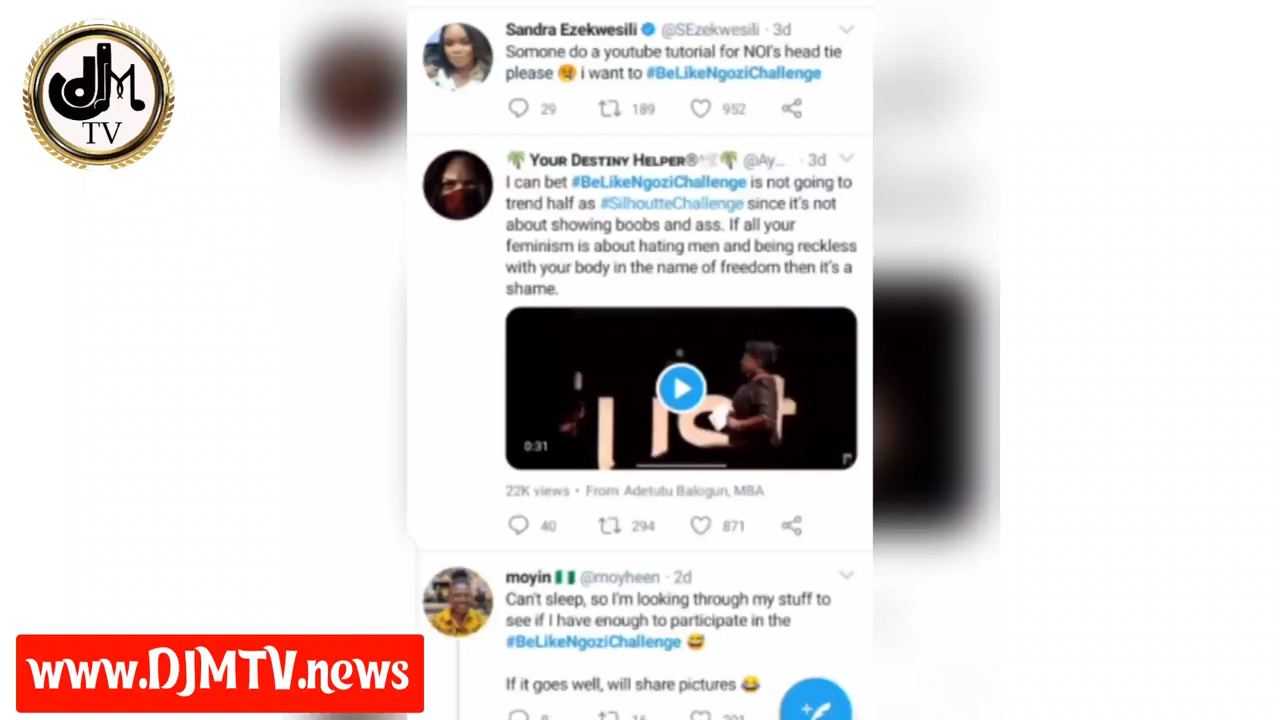 DJM
TV
Sandra Ezekwesili @SEzekwesili · 3d
Somone do a youtube tutorial for NOI's head tie
please 😡 i want to #BeLikeNgoziChallenge
29 189 952
🌴 YOUR DESTINY HELPER®🕊🌴 @Ay... · 3d
I can bet #BeLikeNgoziChallenge is not going to
trend half as #SilhoutteChallenge since it's not
about showing boobs and ass. If all your
feminism is about hating men and being reckless
with your body in the name of freedom then it's a
shame.
0:31
22K views • From Adetutu Balogun, MBA
40 294 871
moyin 🇳🇬 @moyheen · 2d
Can't sleep, so I'm looking through my stuff to
see if I have enough to participate in the
#BeLikeNgoziChallenge 😅
If it goes well, will share pictures 😂
www.DJMTV.news